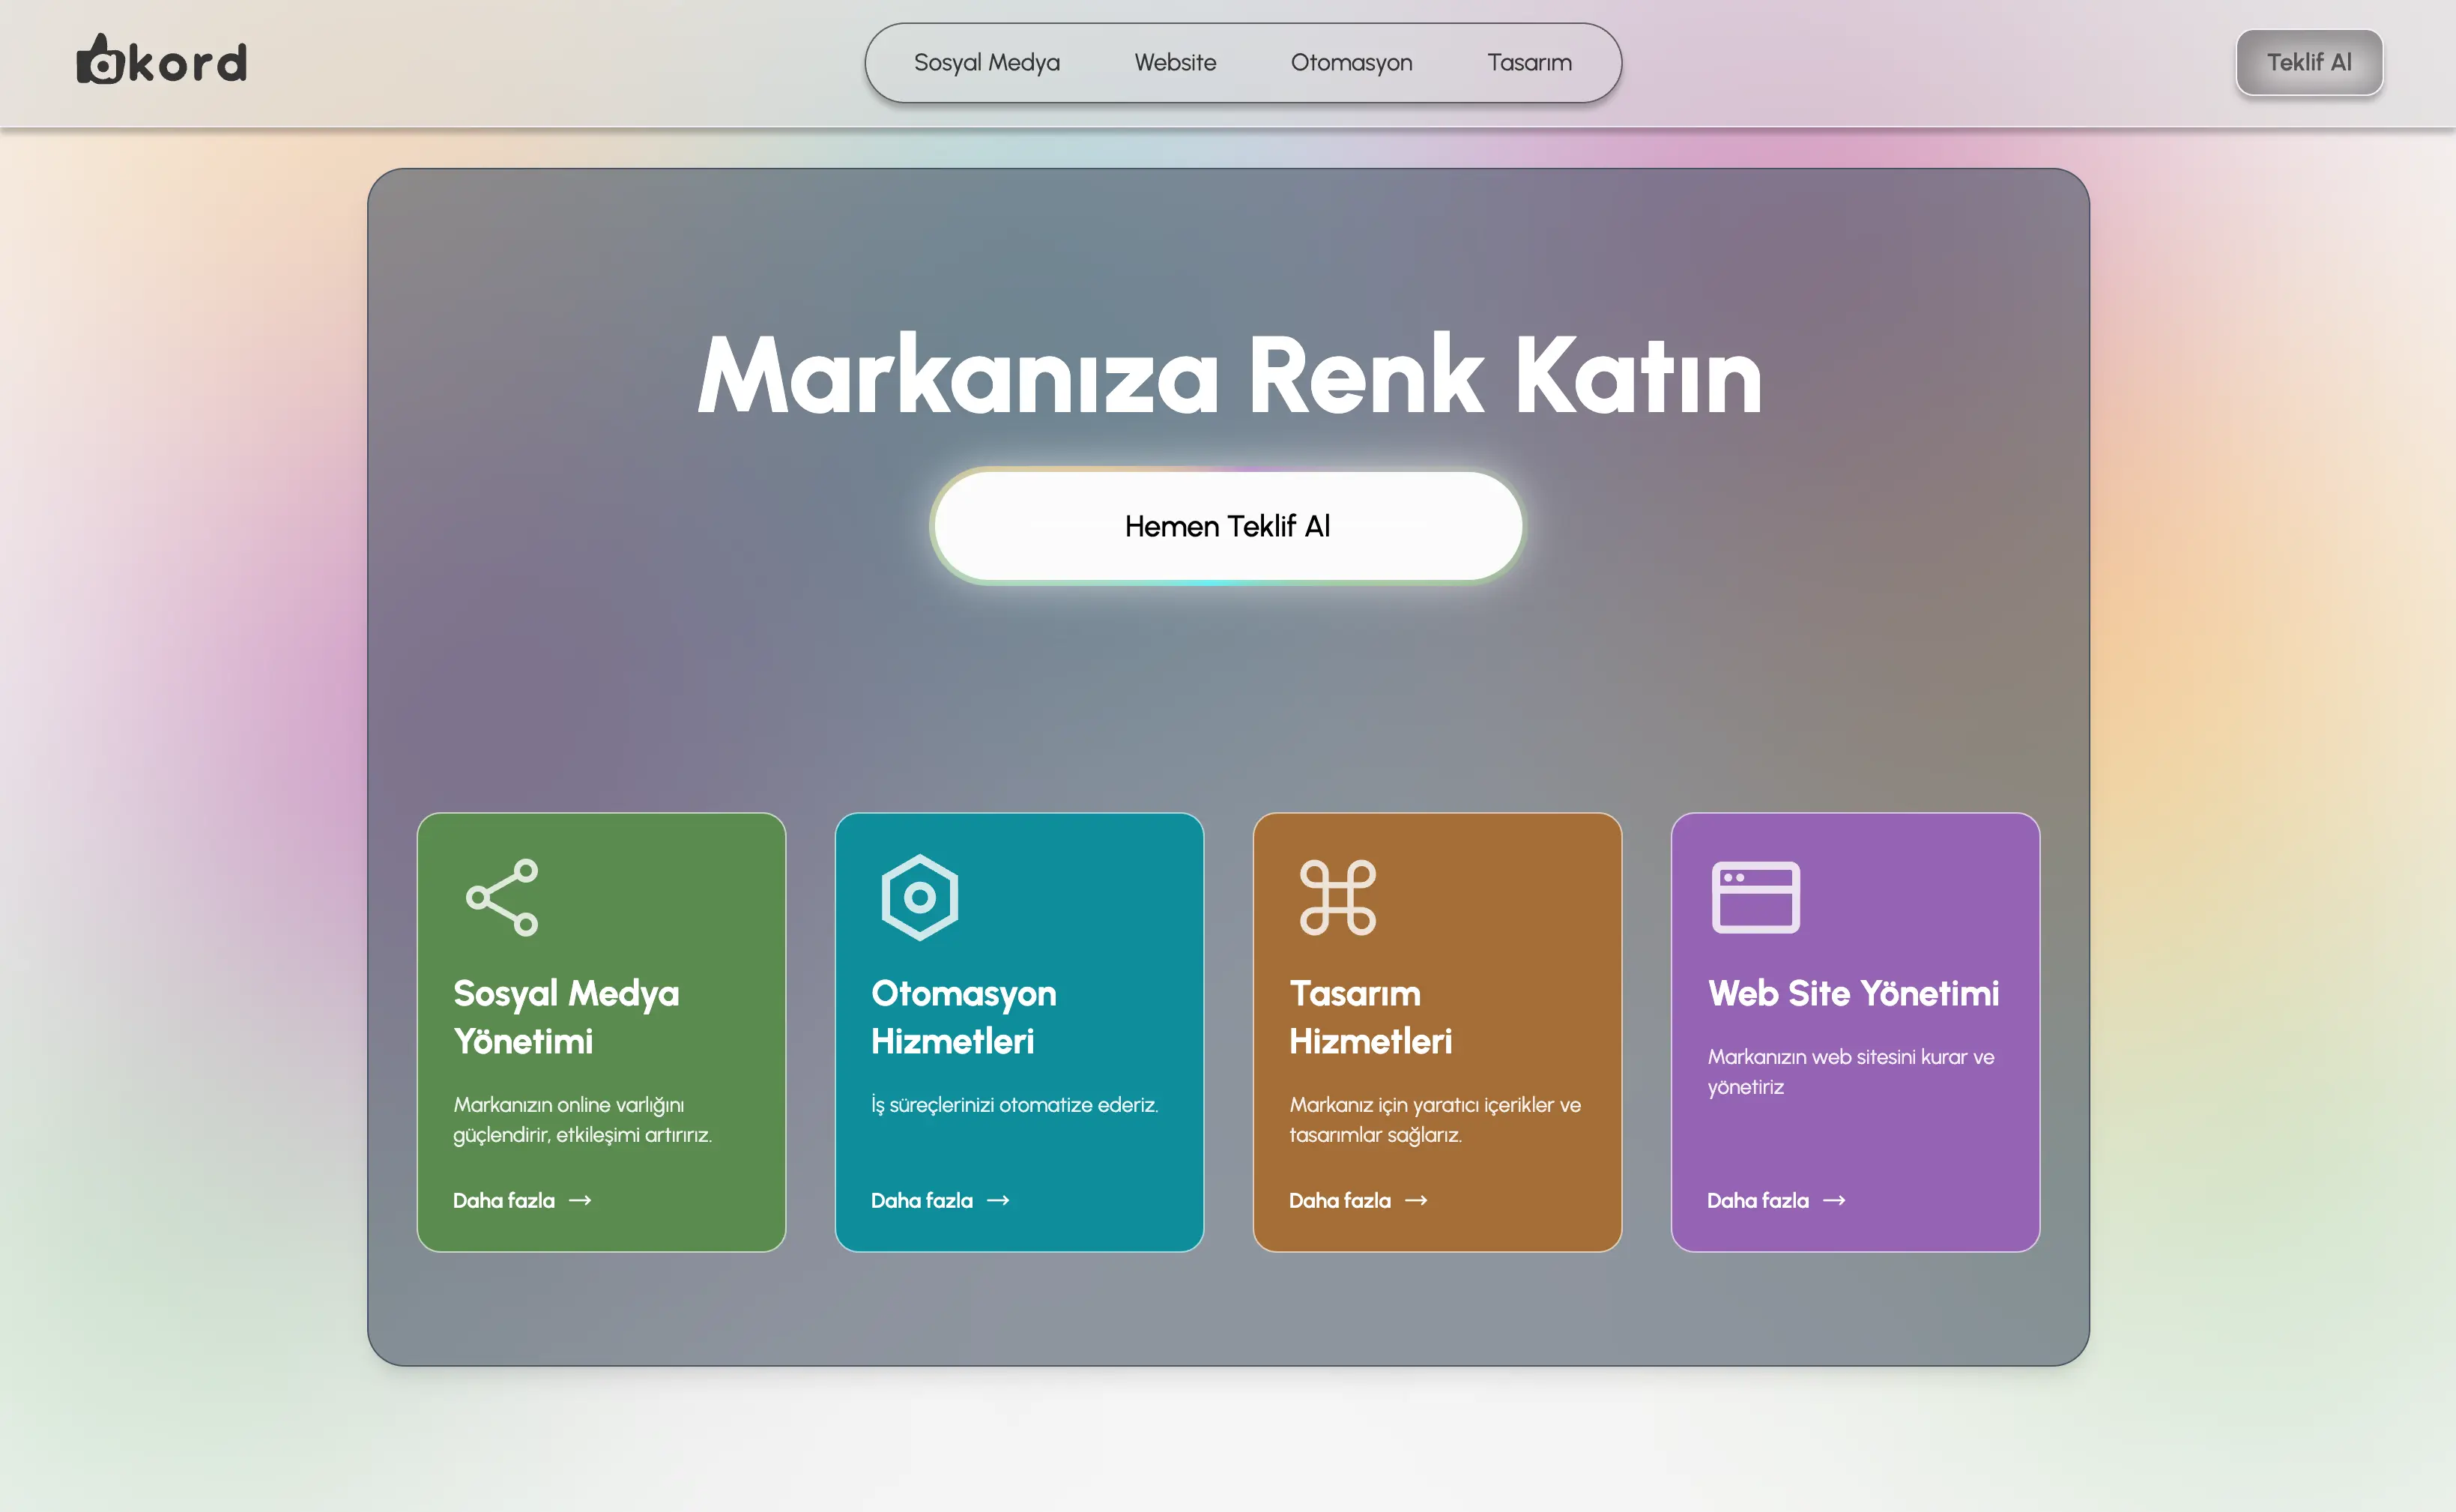 akord
Sosyal Medya
Website
Otomasyon
Tasarım
Teklif Al
Markanıza Renk Katın
Hemen Teklif Al
Sosyal Medya
Yönetimi
Markanızın online varlığını
güçlendirir, etkileşimi artırırız.
Daha fazla →
Otomasyon
Hizmetleri
İş süreçlerinizi otomatize ederiz.
Daha fazla →
Tasarım
Hizmetleri
Markanız için yaratıcı içerikler ve
tasarımlar sağlarız.
Daha fazla →
Web Site Yönetimi
Markanızın web sitesini kurar ve
yönetiriz
Daha fazla →